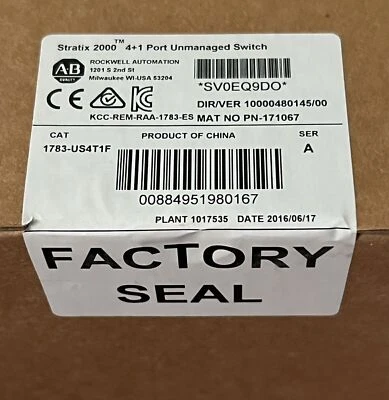 Stratix 2000™ 4+1 Port Unmanaged Switch
AB
QUALITY
ROCKWELL AUTOMATION
1201 S 2nd St
Milwaukee WI-USA 53204
*SV0EQ9DO*
CE
KCC-REM-RAA-1783-ES
DIR/VER 10000480145/00
MAT NO PN-171067
CAT
PRODUCT OF CHINA
SER
1783-US4T1F
A
00884951980167
PLANT 1017535 DATE 2016/06/17
FACTORY
SEAL